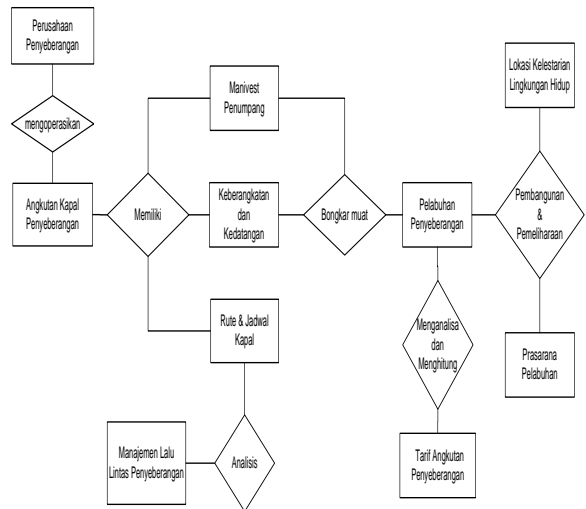 Perusahaan
Penyeberangan
mengoperasikan
Angkutan Kapal
Penyeberangan
Memiliki
Manivest
Penumpang
Keberangkatan
dan
Kedatangan
Rute & Jadwal
Kapal
Analisis
Manajemen Lalu
Lintas Penyeberangan
Bongkar muat
Pelabuhan
Penyeberangan
Menganalisa
dan
Menghitung
Tarif Angkutan
Penyeberangan
Lokasi Kelestarian
Lingkungan Hidup
Pembangunan
&
Pemeliharaan
Prasarana
Pelabuhan